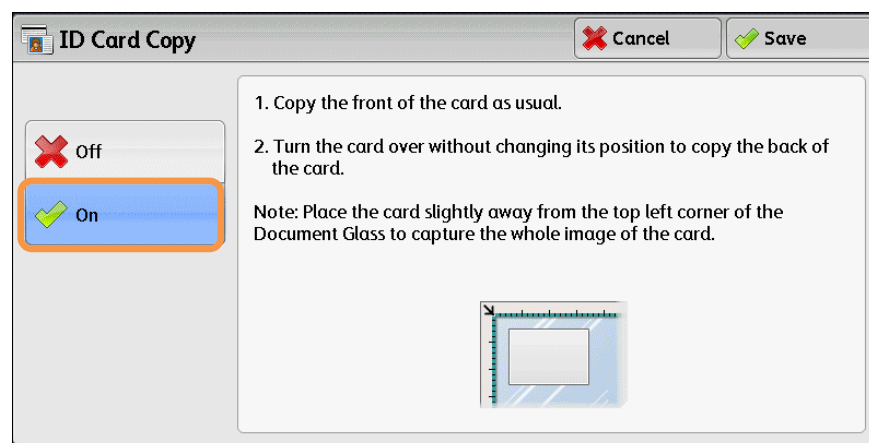 ID Card Copy
Cancel
Save
Off
On
1. Copy the front of the card as usual.
2. Turn the card over without changing its position to copy the back of
the card.
Note: Place the card slightly away from the top left corner of the
Document Glass to capture the whole image of the card.